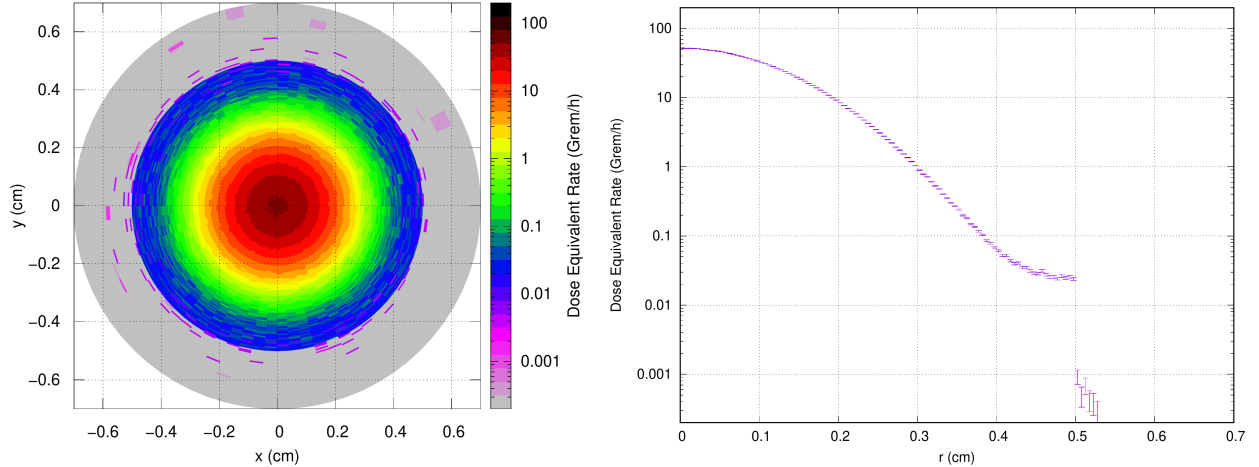 0.6
0.4
0.2
0
−0.2
−0.4
−0.6
y (cm)
−0.6 −0.4 −0.2 0 0.2 0.4 0.6
x (cm)
100
10
1
0.1
0.01
0.001
Dose Equivalent Rate (Grem/h)
100
10
1
0.1
0.01
0.001
Dose Equivalent Rate (Grem/h)
0 0.1 0.2 0.3 0.4 0.5 0.6 0.7
r (cm)